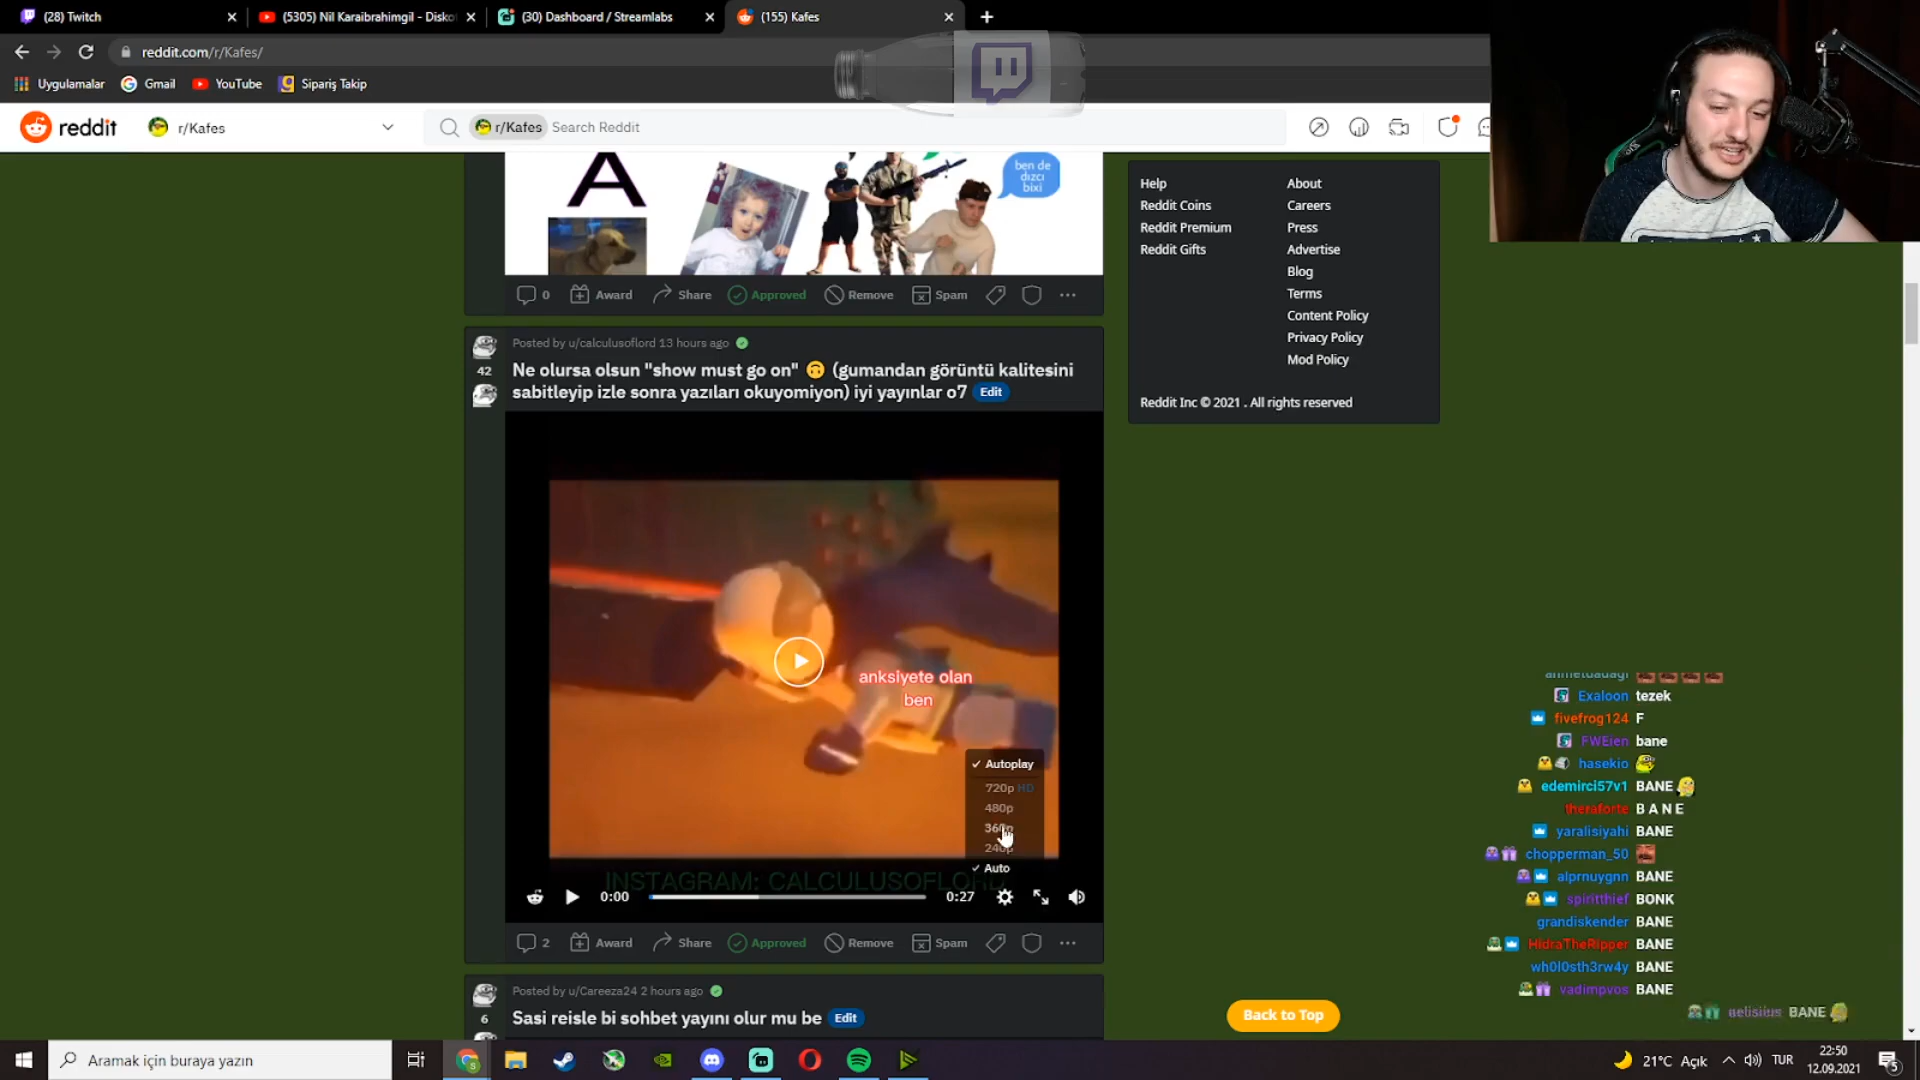 (28) Twitch
(5305) Nil Karaibrahimgil - Disko
(30) Dashboard / Streamlabs
(155) Kafes
reddit.com/r/Kafes/
Uygulamalar
Gmail
YouTube
Sipariş Takip
reddit
r/Kafes
r/Kafes
Search Reddit
A
ben de
dızcı
bixi
0
Award
Share
Approved
Remove
Spam
Help
About
Reddit Coins
Careers
Reddit Premium
Press
Reddit Gifts
Advertise
Blog
Terms
Content Policy
Privacy Policy
Mod Policy
Reddit Inc © 2021 . All rights reserved
Posted by u/calculusoflord 13 hours ago
42
Ne olursa olsun "show must go on" 🙃 (gumandan görüntü kalitesini
sabitleyip izle sonra yazıları okuyomiyon) iyi yayınlar o7
Edit
anksiyete olan
ben
Autoplay
720p HD
480p
360p
240p
Auto
INSTAGRAM: CALCULUSOFLORD
0:00
0:27
2
Award
Share
Approved
Remove
Spam
Posted by u/Careeza24 2 hours ago
6
Sasi reisle bi sohbet yayını olur mu be
Edit
Back to Top
Exaloon tezek
fivefrog124 F
FWEien bane
hasekio
edemirci57v1 BANE
theraforte B A N E
yaralisiyahi BANE
chopperman_50
alprnuygnn BANE
spiritthief BONK
grandiskender BANE
HidraTheRipper BANE
wh0l0sth3rw4y BANE
vadimpvos BANE
BANE
Aramak için buraya yazın
21°C Açık
TUR
22:50
12.09.2021
5